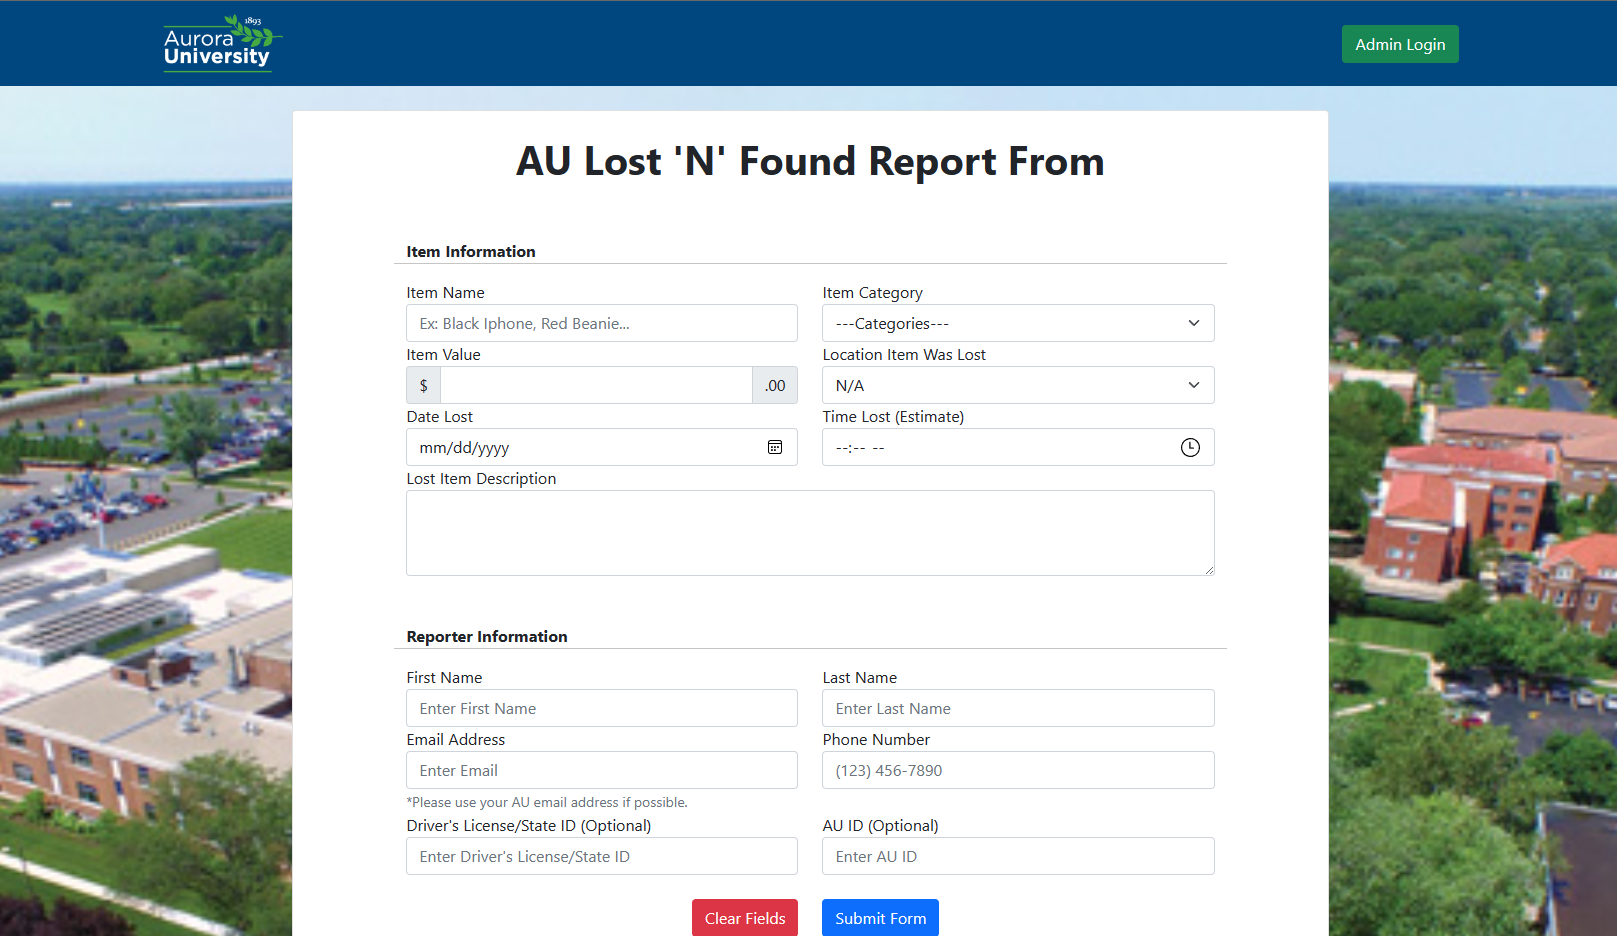 1893
Aurora
University
Admin Login
AU Lost 'N' Found Report From
Item Information
Item Name
Item Category
Ex: Black Iphone, Red Beanie...
---Categories---
Item Value
Location Item Was Lost
$
.00
N/A
Date Lost
Time Lost (Estimate)
mm/dd/yyyy
--:-- --
Lost Item Description
Reporter Information
First Name
Last Name
Enter First Name
Enter Last Name
Email Address
Phone Number
Enter Email
(123) 456-7890
*Please use your AU email address if possible.
Driver's License/State ID (Optional)
AU ID (Optional)
Enter Driver's License/State ID
Enter AU ID
Clear Fields
Submit Form